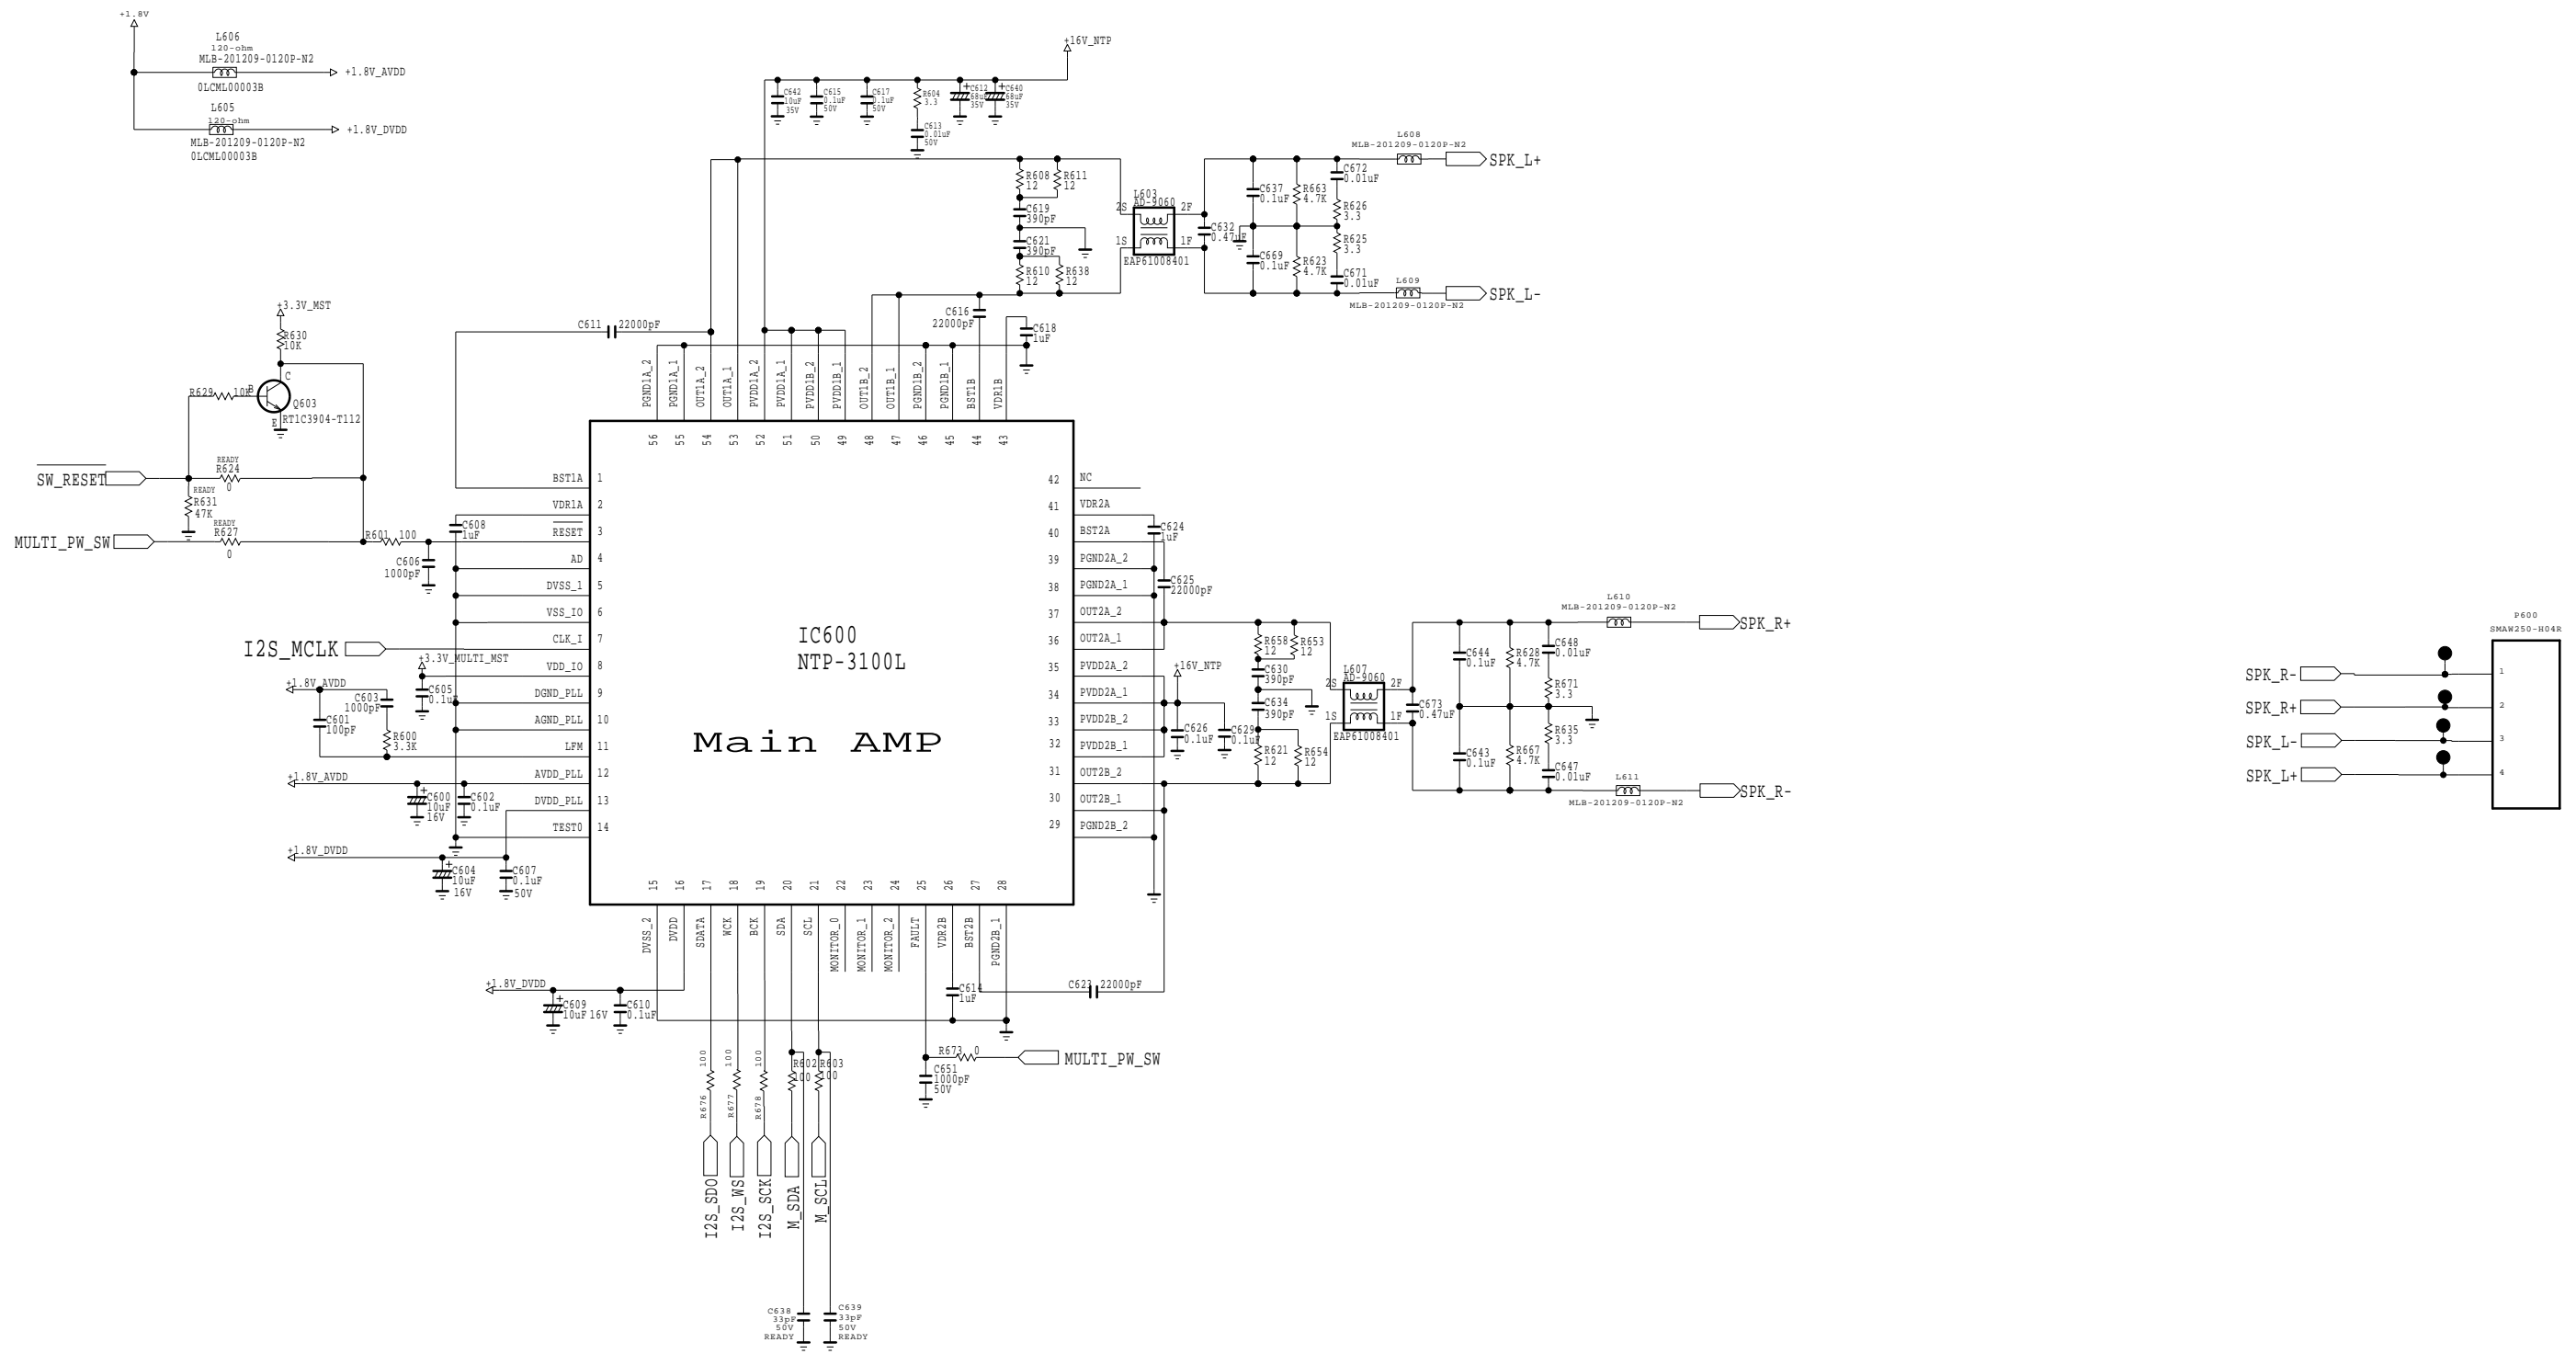 +1.8V
L606
120-ohm
MLB-201209-0120P-N2
+1.8V_AVDD
0LCML00003B
L605
120-ohm
+1.8V_DVDD
MLB-201209-0120P-N2
0LCML00003B
+16V_NTP
C642
10uF
35V
C615
0.1uF
50V
C617
0.1uF
50V
R604
3.3
C613
0.01uF
50V
C612
68uF
35V
C640
68uF
35V
R608
12
R611
12
C619
390pF
C621
390pF
R610
12
R638
12
L603
AD-9060
2S
2F
1S
1F
EAP61008401
C632
0.47uF
C637
0.1uF
R663
4.7K
C672
0.01uF
R626
3.3
R625
3.3
C669
0.1uF
R623
4.7K
C671
0.01uF
L608
MLB-201209-0120P-N2
SPK_L+
L609
MLB-201209-0120P-N2
SPK_L-
+3.3V_MST
R630
10K
C
B
E
R629 10K
Q603
RT1C3904-T112
SW_RESET
READY
R624
0
READY
R631
47K
READY
R627
0
MULTI_PW_SW
R601 100
C606
1000pF
C608
1uF
C611 22000pF
C616
22000pF
C618
1uF
PGND1A_2
PGND1A_1
OUT1A_2
OUT1A_1
PVDD1A_2
PVDD1A_1
PVDD1B_2
PVDD1B_1
OUT1B_2
OUT1B_1
PGND1B_2
PGND1B_1
BST1B
VDR1B
56
55
54
53
52
51
50
49
48
47
46
45
44
43
BST1A 1
VDR1A 2
RESET 3
AD 4
DVSS_1 5
VSS_IO 6
CLK_I 7
VDD_IO 8
DGND_PLL 9
AGND_PLL 10
LFM 11
AVDD_PLL 12
DVDD_PLL 13
TEST0 14
IC600
NTP-3100L
Main AMP
42 NC
41 VDR2A
40 BST2A
39 PGND2A_2
38 PGND2A_1
37 OUT2A_2
36 OUT2A_1
35 PVDD2A_2
34 PVDD2A_1
33 PVDD2B_2
32 PVDD2B_1
31 OUT2B_2
30 OUT2B_1
29 PGND2B_2
15
16
17
18
19
20
21
22
23
24
25
26
27
28
DVSS_2
DVDD
SDATA
WCK
BCK
SDA
SCL
MONITOR_0
MONITOR_1
MONITOR_2
FAULT
VDR2B
BST2B
PGND2B_1
I2S_MCLK
+3.3V_MULTI_MST
C605
0.1uF
+1.8V_AVDD
C603
1000pF
C601
100pF
R600
3.3K
+1.8V_AVDD
C600
10uF
16V
C602
0.1uF
+1.8V_DVDD
C604
10uF
16V
C607
0.1uF
50V
+1.8V_DVDD
C609
10uF 16V
C610
0.1uF
C624
1uF
C625
22000pF
+16V_NTP
C626
0.1uF
C629
0.1uF
R658
12
R653
12
C630
390pF
C634
390pF
R621
12
R654
12
L607
AD-9060
2S
2F
1S
1F
EAP61008401
C673
0.47uF
C644
0.1uF
R628
4.7K
C648
0.01uF
R671
3.3
R635
3.3
C643
0.1uF
R667
4.7K
C647
0.01uF
L610
MLB-201209-0120P-N2
SPK_R+
L611
MLB-201209-0120P-N2
SPK_R-
P600
SMAW250-H04R
SPK_R- 1
SPK_R+ 2
SPK_L- 3
SPK_L+ 4
C614
1uF
C623 22000pF
R673 0
MULTI_PW_SW
C651
1000pF
50V
100
R676
100
R677
100
R678
R602
100
R603
100
I2S_SDO
I2S_WS
I2S_SCK
M_SDA
M_SCL
C638
33pF
50V
READY
C639
33pF
50V
READY